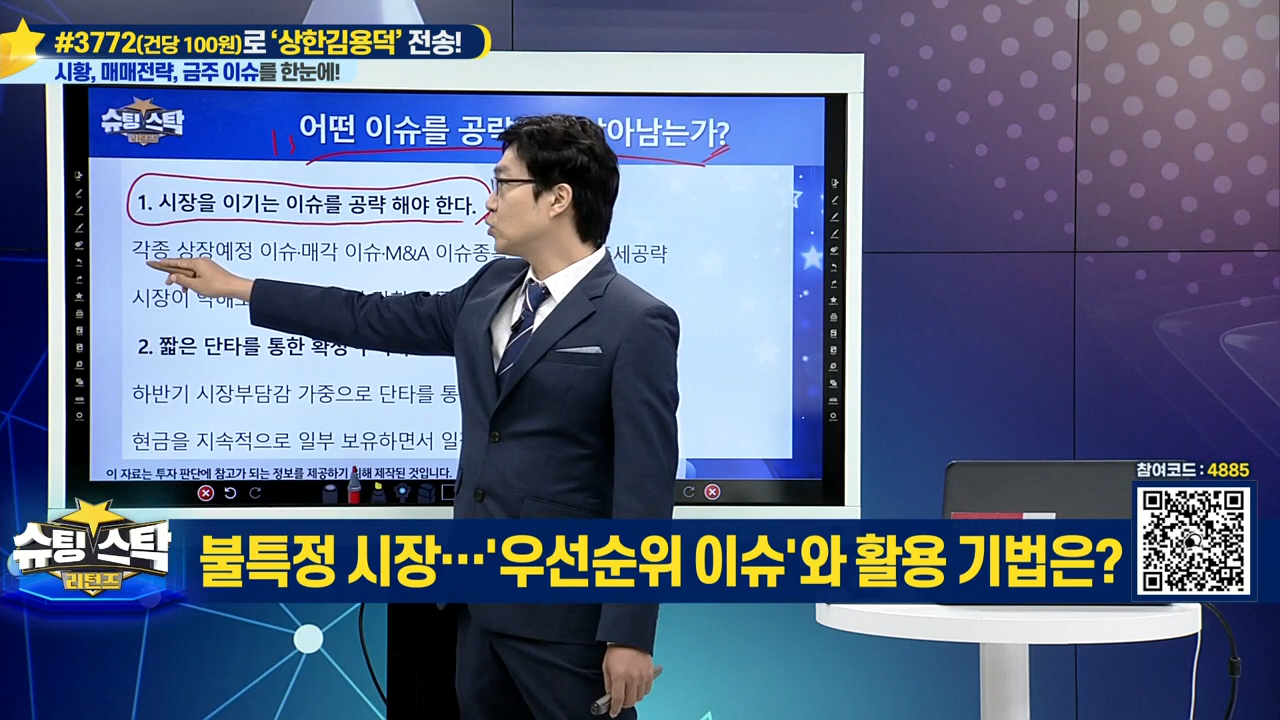 #3772(건당 100원)로 '상한김용덕' 전송!
시황, 매매전략, 금주 이슈를 한눈에!
슈팅스탁
리턴즈
어떤 이슈를 공략 남는가?
1. 시장을 이기는 이슈를 공략 해야 한다.
각종 상장예정 이슈·매각 이슈·M&A 이슈종
시장이
2. 짧은 단타를 통한
하반기 시장부담감 가중으로 단타를
현금을 지속적으로 일부 보유하면서
이 자료는 투자 판단에 참고가 되는 정보를 제공하기 위해 제작된 것입니다.
참여코드 : 4885
슈팅스탁
리턴즈
불특정 시장…'우선순위 이슈'와 활용 기법은?